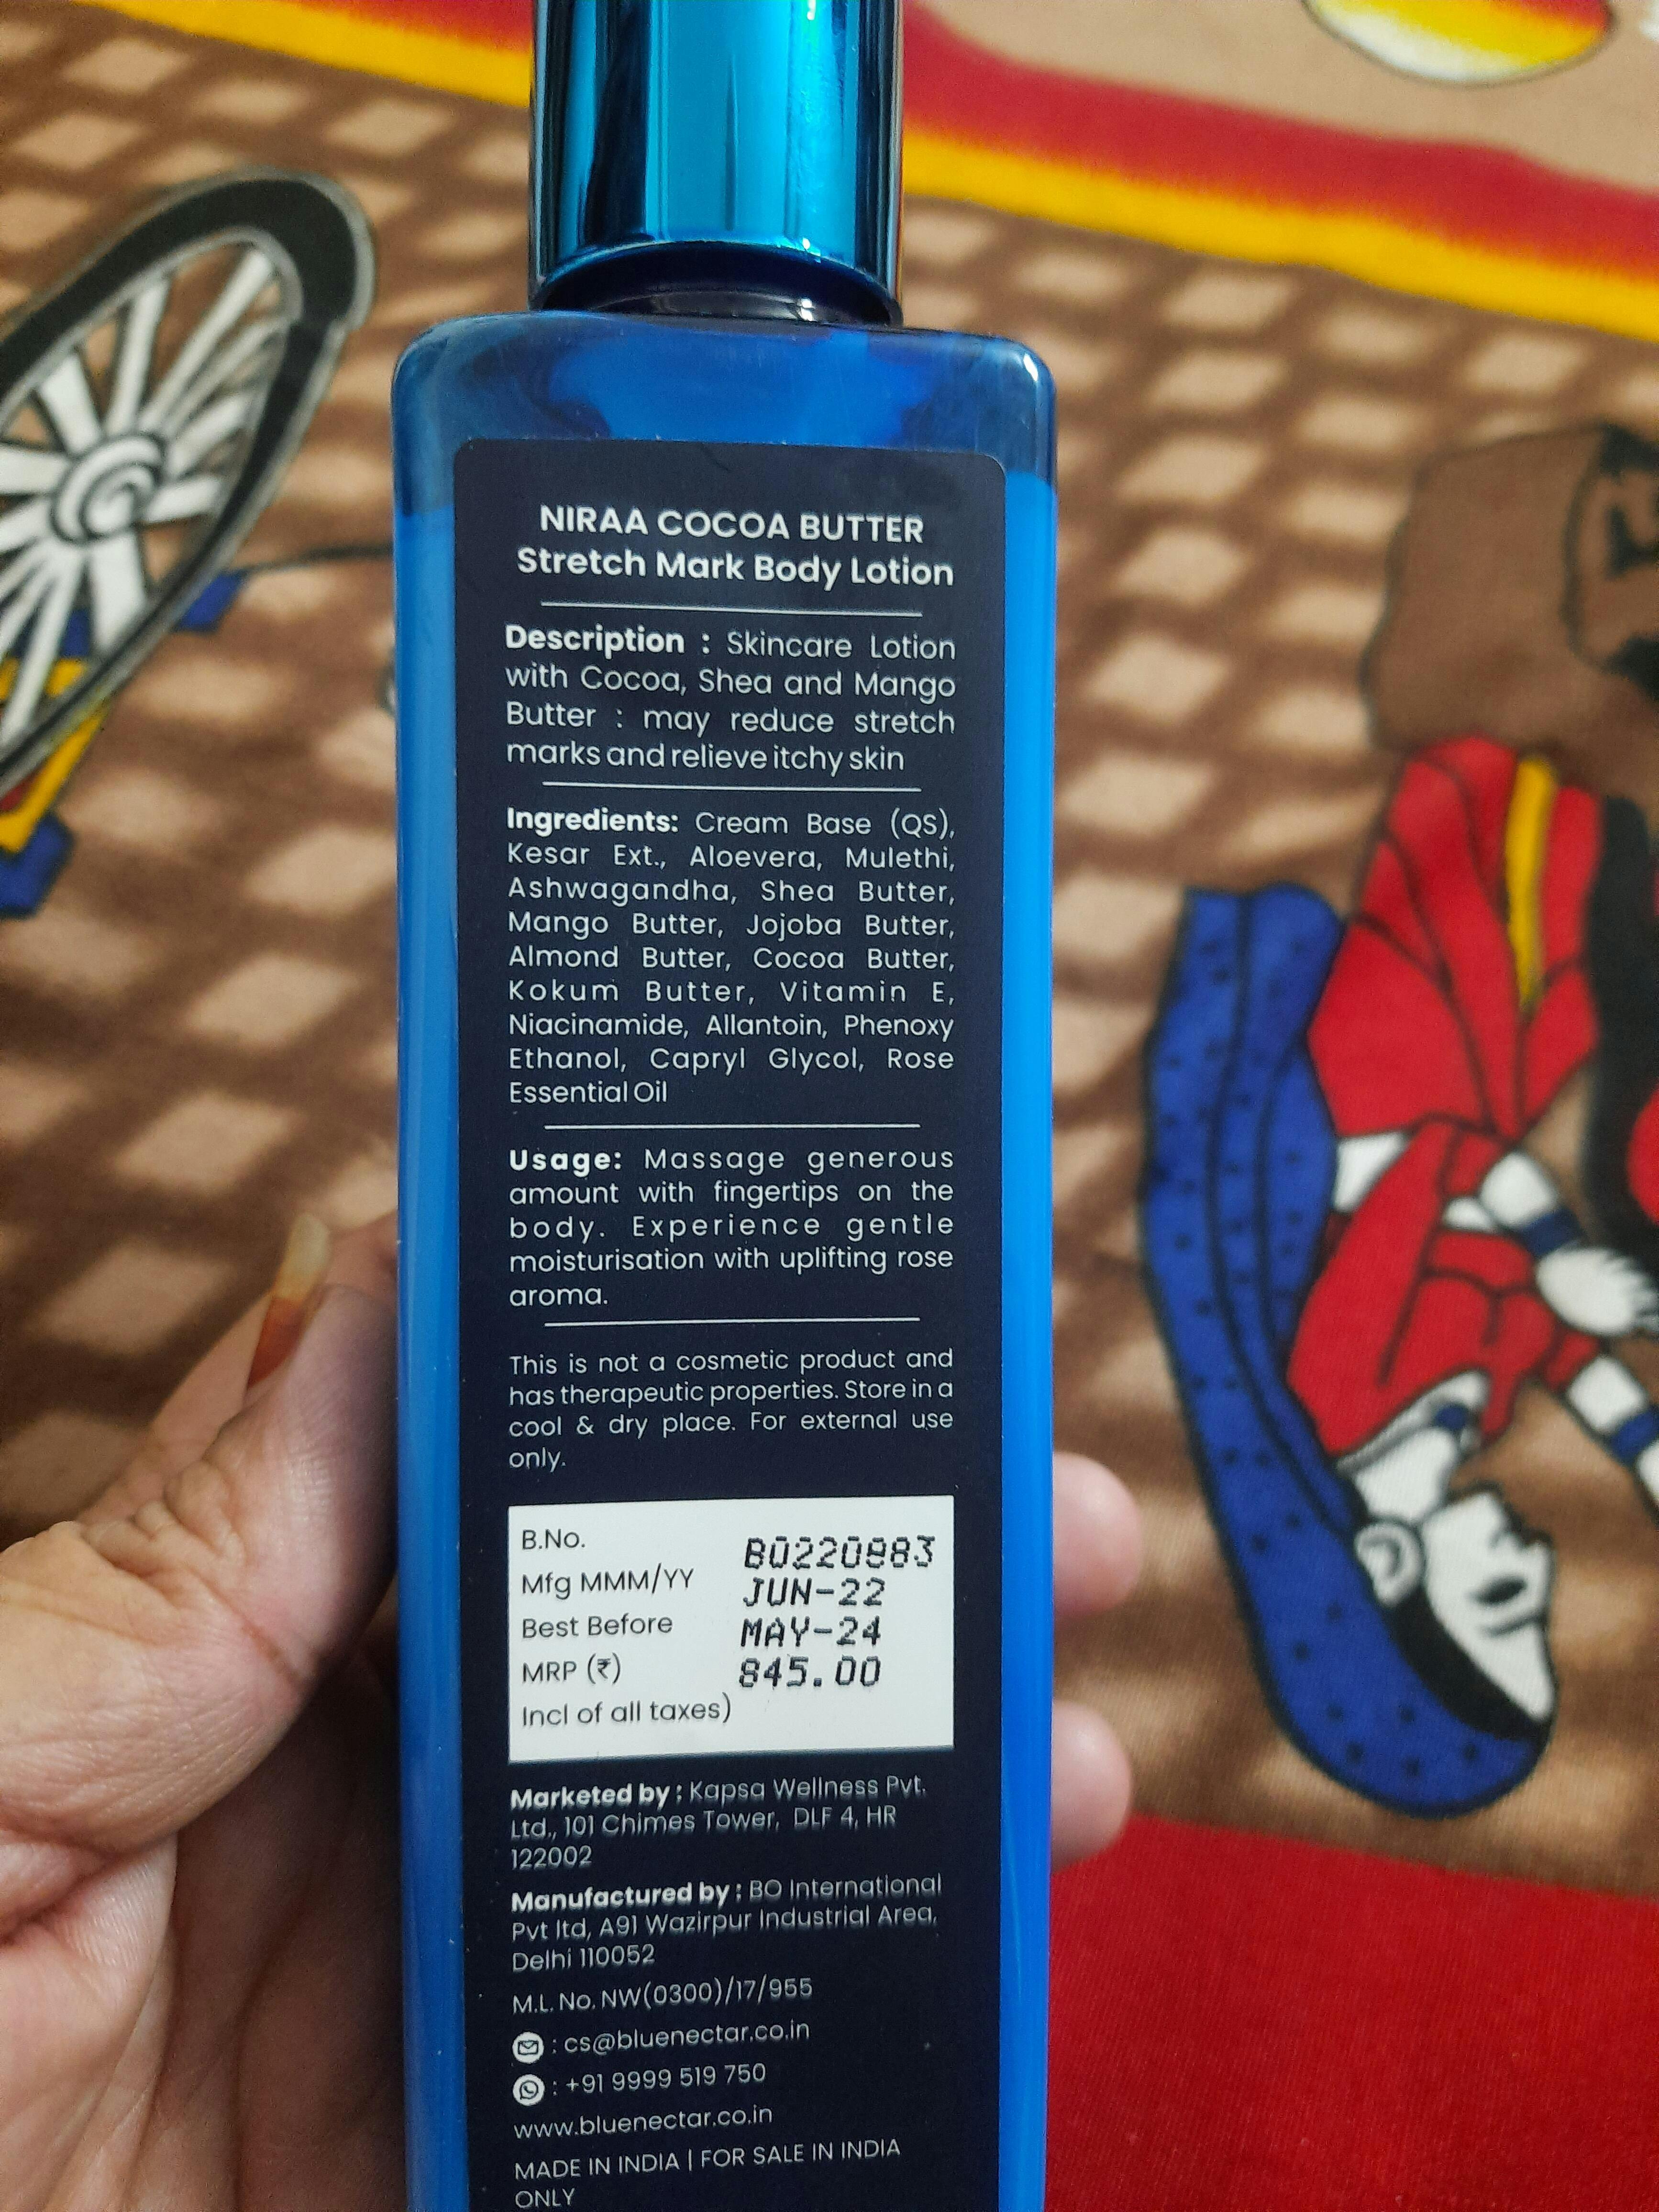 NIRAA COCOA BUTTER
Stretch Mark Body Lotion
Description : Skincare Lotion
with Cocoa, Shea and Mango
Butter : may reduce stretch
marks and relieve itchy skin
Ingredients: Cream Base (QS),
Kesar Ext., Aloevera, Mulethi,
Ashwagandha, Shea Butter,
Mango Butter, Jojoba Butter,
Almond Butter, Cocoa Butter,
Kokum Butter, Vitamin E,
Niacinamide, Allantoin, Phenoxy
Ethanol, Capryl Glycol, Rose
Essential Oil
Usage: Massage generous
amount with fingertips on the
body. Experience gentle
moisturisation with uplifting rose
aroma.
This is not a cosmetic product and
has therapeutic properties. Store in a
cool & dry place. For external use
only.
B.No. B0220883
Mfg MMM/YY JUN-22
Best Before MAY-24
MRP (₹) 845.00
Incl of all taxes)
Marketed by : Kapsa Wellness Pvt.
Ltd., 101 Chimes Tower, DLF 4, HR
122002
Manufactured by : BO International
Pvt ltd, A91 Wazirpur Industrial Area,
Delhi 110052
M.L. No. NW(0300)/17/955
: cs@bluenectar.co.in
: +91 9999 519 750
www.bluenectar.co.in
MADE IN INDIA | FOR SALE IN INDIA
ONLY